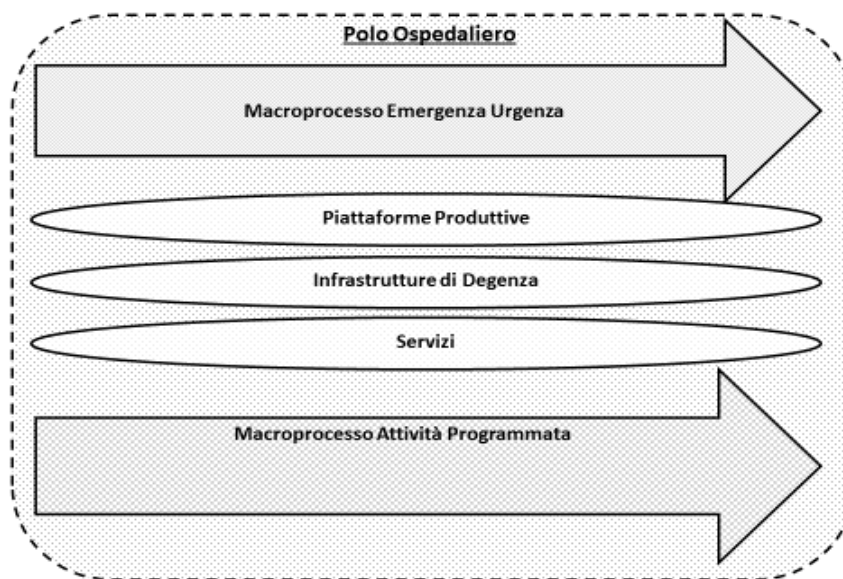 Polo Ospedaliero
Macroprocesso Emergenza Urgenza
Piattaforme Produttive
Infrastrutture di Degenza
Servizi
Macroprocesso Attività Programmata